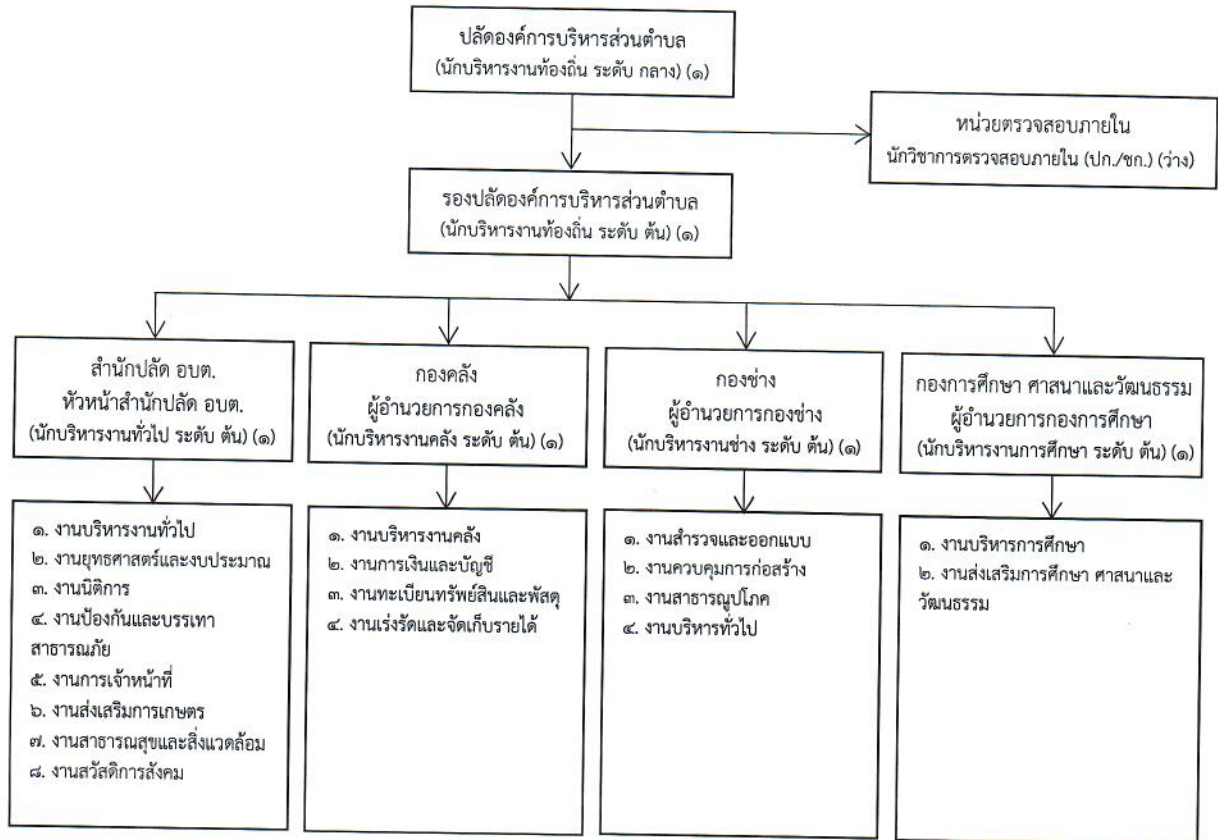 ปลัดองค์การบริหารส่วนตำบล
(นักบริหารงานท้องถิ่น ระดับ กลาง) (๑)
หน่วยตรวจสอบภายใน
นักวิชาการตรวจสอบภายใน (ปก./ชก.) (ว่าง)
รองปลัดองค์การบริหารส่วนตำบล
(นักบริหารงานท้องถิ่น ระดับ ต้น) (๑)
สำนักปลัด อบต.
หัวหน้าสำนักปลัด อบต.
(นักบริหารงานทั่วไป ระดับ ต้น) (๑)
กองคลัง
ผู้อำนวยการกองคลัง
(นักบริหารงานคลัง ระดับ ต้น) (๑)
กองช่าง
ผู้อำนวยการกองช่าง
(นักบริหารงานช่าง ระดับ ต้น) (๑)
กองการศึกษา ศาสนาและวัฒนธรรม
ผู้อำนวยการกองการศึกษา
(นักบริหารงานการศึกษา ระดับ ต้น) (๑)
๑. งานบริหารงานทั่วไป
๒. งานยุทธศาสตร์และงบประมาณ
๓. งานนิติการ
๔. งานป้องกันและบรรเทา
สาธารณภัย
๕. งานการเจ้าหน้าที่
๖. งานส่งเสริมการเกษตร
๗. งานสาธารณสุขและสิ่งแวดล้อม
๘. งานสวัสดิการสังคม
๑. งานบริหารงานคลัง
๒. งานการเงินและบัญชี
๓. งานทะเบียนทรัพย์สินและพัสดุ
๔. งานเร่งรัดและจัดเก็บรายได้
๑. งานสำรวจและออกแบบ
๒. งานควบคุมการก่อสร้าง
๓. งานสาธารณูปโภค
๔. งานบริหารทั่วไป
๑. งานบริหารการศึกษา
๒. งานส่งเสริมการศึกษา ศาสนาและ
วัฒนธรรม